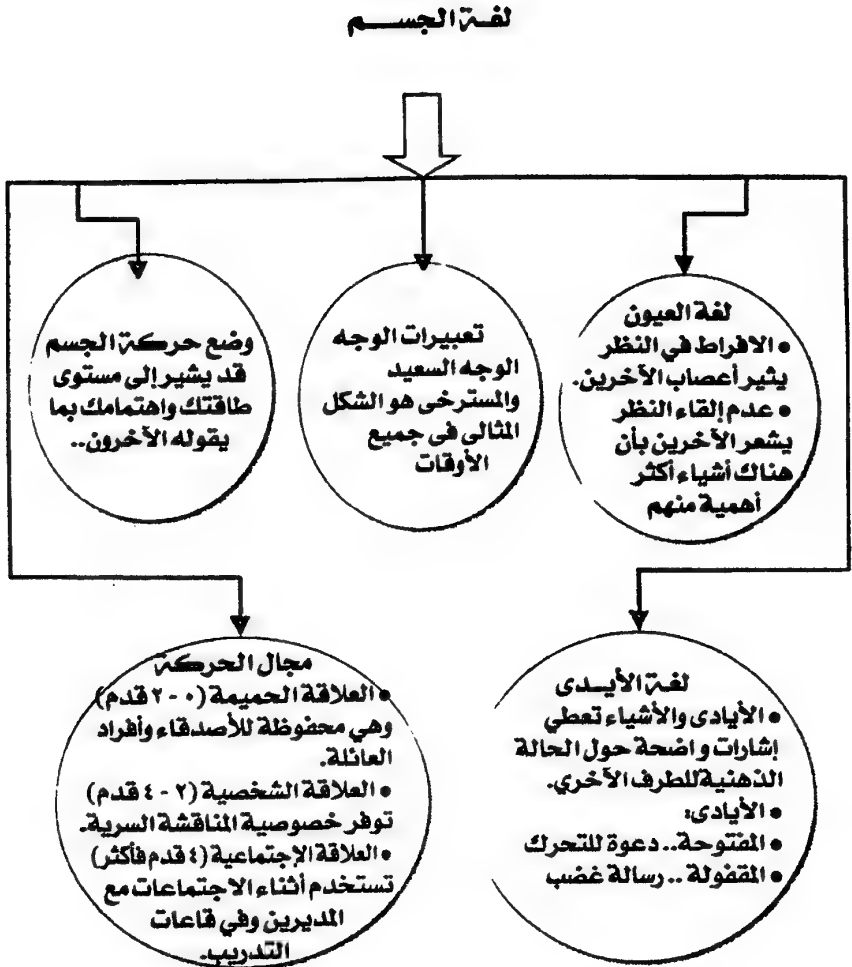 لغة الجســـم
لغة العيون
• الافراط في النظر
يثير أعصاب الآخرين.
• عدم إلقاء النظر
يشعر الآخرين بأن
هناك أشياء أكثر
أهمية منهم
تعبيرات الوجه
الوجه السعيد
والمسترخى هو الشكل
المثالى فى جميع
الأوقات
وضع حركة الجسم
قد يشير إلى مستوى
طاقتك واهتمامك بما
يقوله الآخرون..
لغة الأيــدى
• الأيادى والأشياء تعطي
إشارات واضحة حول الحالة
الذهنية للطرف الآخري.
• الأيادى:
• المفتوحة.. دعوة للتحرك
• المقفولة.. رسالة غضب
مجال الحركة
• العلاقة الحميمة (٠ - ٢ قدم)
وهي محفوظة للأصدقاء وأفراد
العائلة.
• العلاقة الشخصية (٢ - ٤ قدم)
توفر خصوصية المناقشة السرية.
• العلاقة الإجتماعية (٤ قدم فأكثر)
تستخدم أثناء الاجتماعات مع
المديرين وفي قاعات
التدريب.